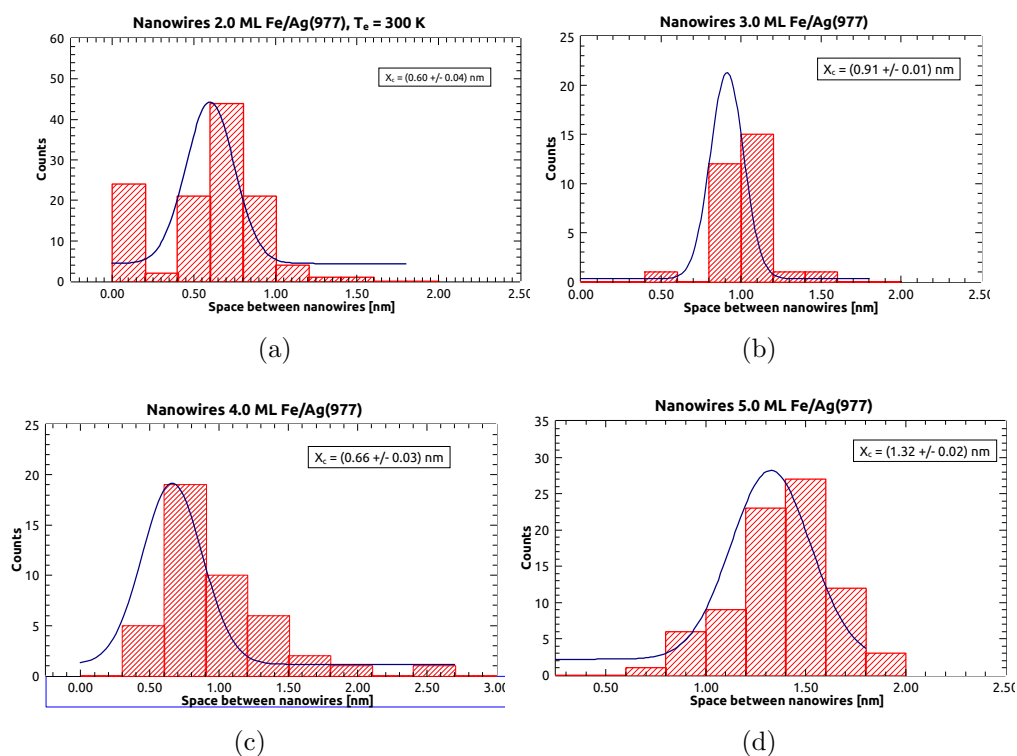 Nanowires 2.0 ML Fe/Ag(977), Tₑ = 300 K
60
50
40
30
20
10
0
Counts
X꜀ = (0.60 +/- 0.04) nm
0.00 0.50 1.00 1.50 2.00 2.50
Space between nanowires [nm]
(a)
Nanowires 3.0 ML Fe/Ag(977)
25
20
15
10
5
0
Counts
X꜀ = (0.91 +/- 0.01) nm
0.00 0.50 1.00 1.50 2.00 2.50
Space between nanowires [nm]
(b)
Nanowires 4.0 ML Fe/Ag(977)
25
20
15
10
5
0
Counts
X꜀ = (0.66 +/- 0.03) nm
0.00 0.50 1.00 1.50 2.00 2.50 3.00
Space between nanowires [nm]
(c)
Nanowires 5.0 ML Fe/Ag(977)
35
30
25
20
15
10
5
0
Counts
X꜀ = (1.32 +/- 0.02) nm
0.50 1.00 1.50 2.00 2.50
Space between nanowires [nm]
(d)